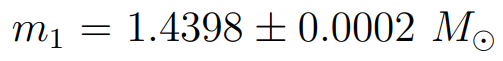 m₁ = 1.4398 ± 0.0002 M☉